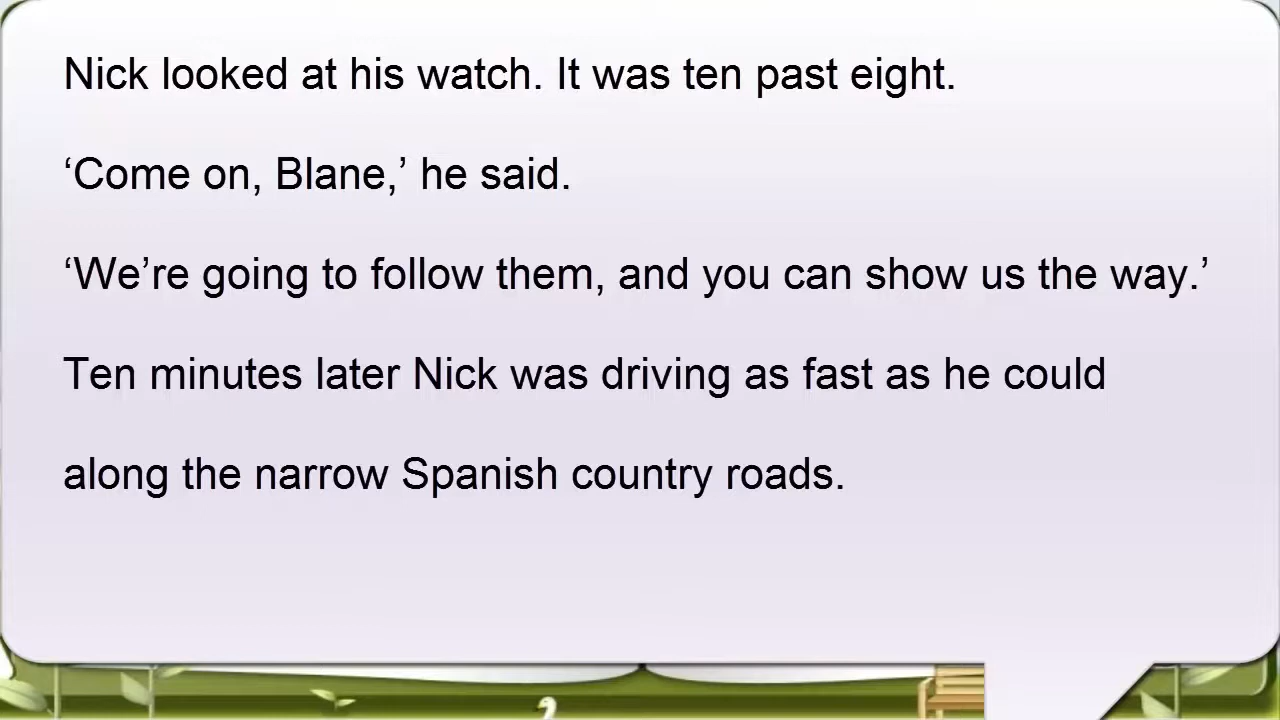 Nick looked at his watch. It was ten past eight.
‘Come on, Blane,’ he said.
‘We’re going to follow them, and you can show us the way.’
Ten minutes later Nick was driving as fast as he could
along the narrow Spanish country roads.